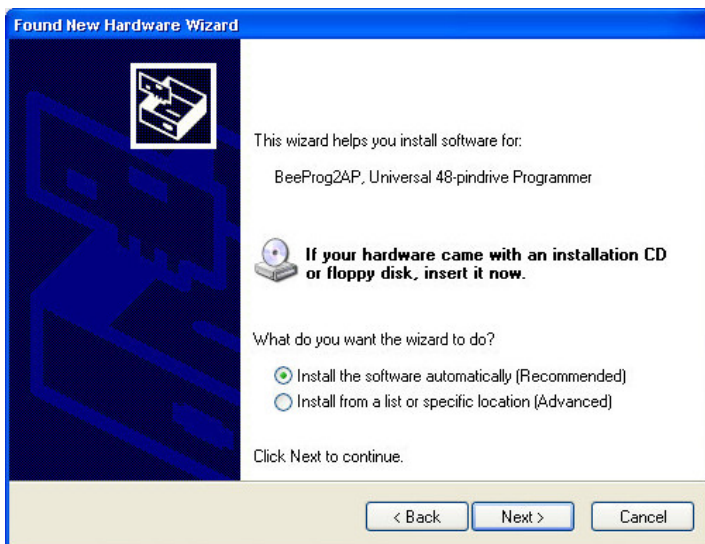 Found New Hardware Wizard
This wizard helps you install software for:
BeeProg2AP, Universal 48-pindrive Programmer
If your hardware came with an installation CD
or floppy disk, insert it now.
What do you want the wizard to do?
Install the software automatically (Recommended)
Install from a list or specific location (Advanced)
Click Next to continue.
< Back Next > Cancel